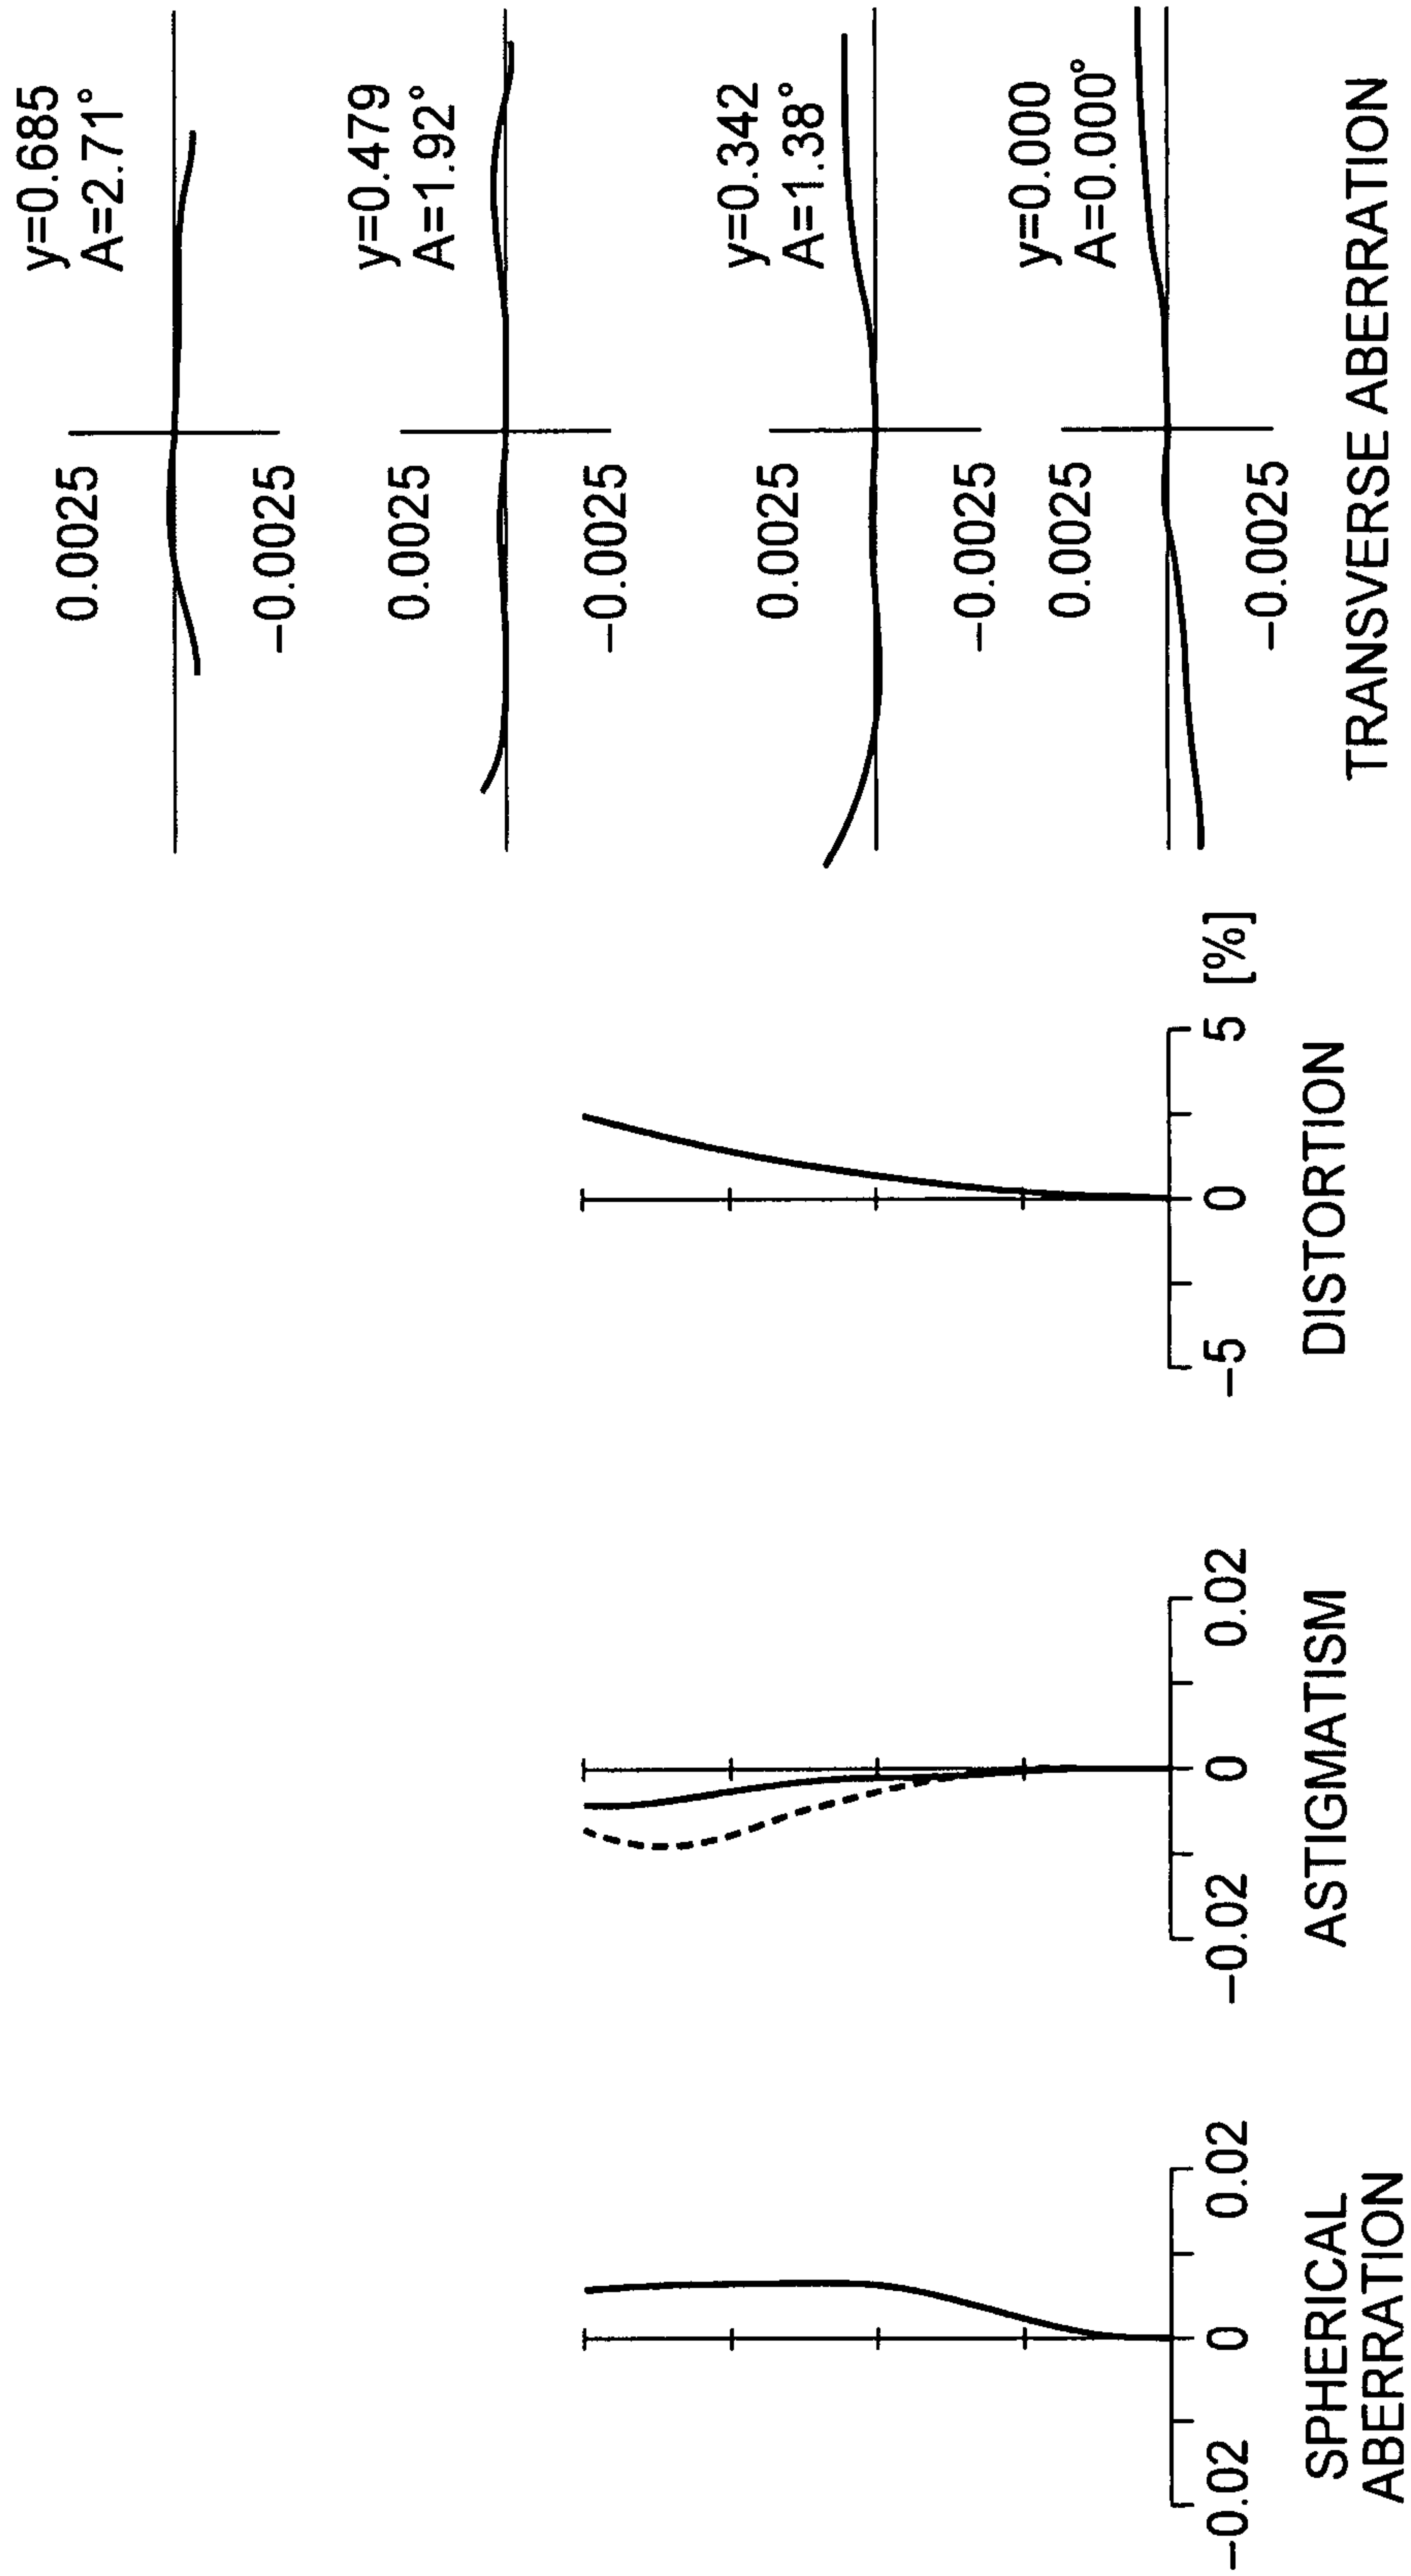 SPHERICAL
ABERRATION
−0.02
0
0.02
ASTIGMATISM
−0.02
0
0.02
DISTORTION
−5
0
5 [%]
TRANSVERSE ABERRATION
y=0.685
A=2.71°
0.0025
−0.0025
y=0.479
A=1.92°
0.0025
−0.0025
y=0.342
A=1.38°
0.0025
−0.0025
y=0.000
A=0.000°
0.0025
−0.0025